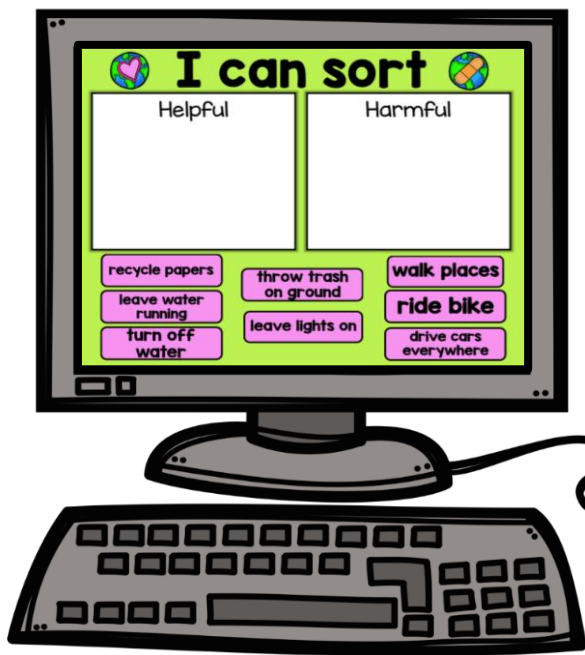 I can sort
Helpful
Harmful
recycle papers
leave water
running
turn off
water
throw trash
on ground
leave lights on
walk places
ride bike
drive cars
everywhere